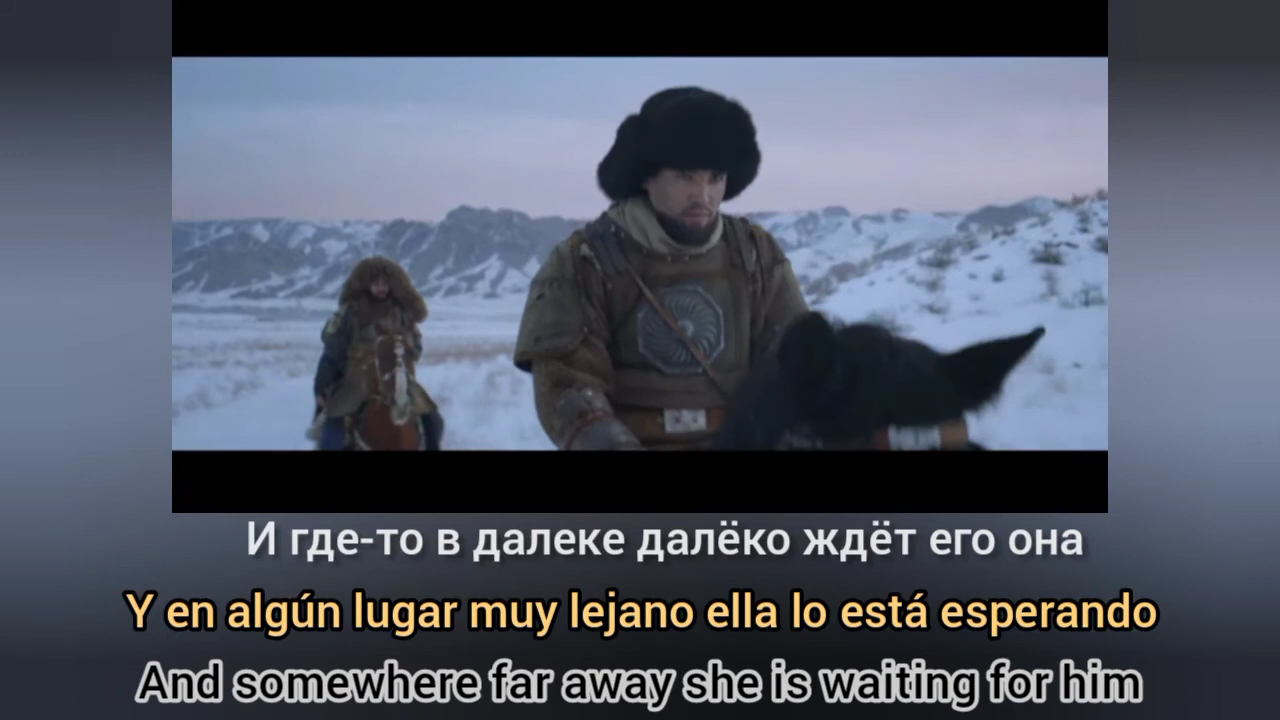 И где-то в далеке далёко ждёт его она
Y en algún lugar muy lejano ella lo está esperando
And somewhere far away she is waiting for him